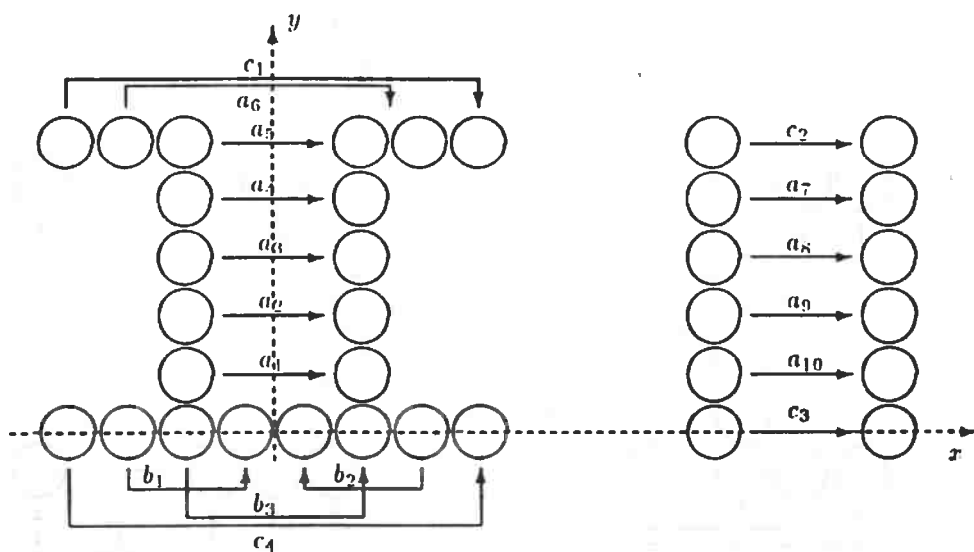 y
c₁
a₆
a₅ c₂
a₄ a₇
a₃ a₈
a₂ a₉
a₁ a₁₀
c₃
x
b₁ b₂
b₃
c₄